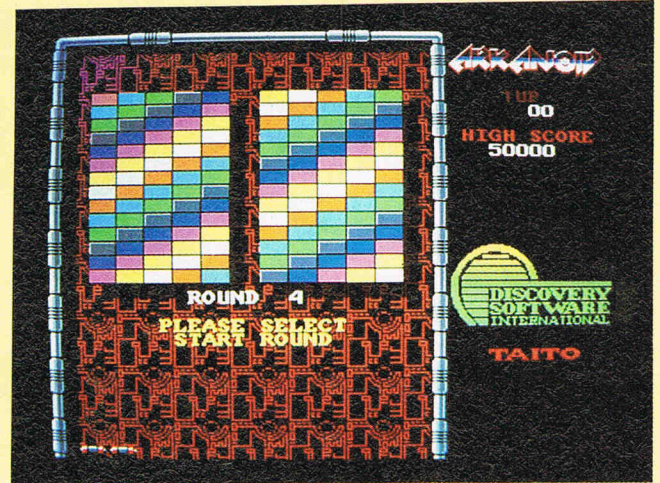 ARKANOID
1UP
00
HIGH SCORE
50000
ROUND 4
PLEASE SELECT
START ROUND
DISCOVERY
SOFTWARE
INTERNATIONAL
TAITO